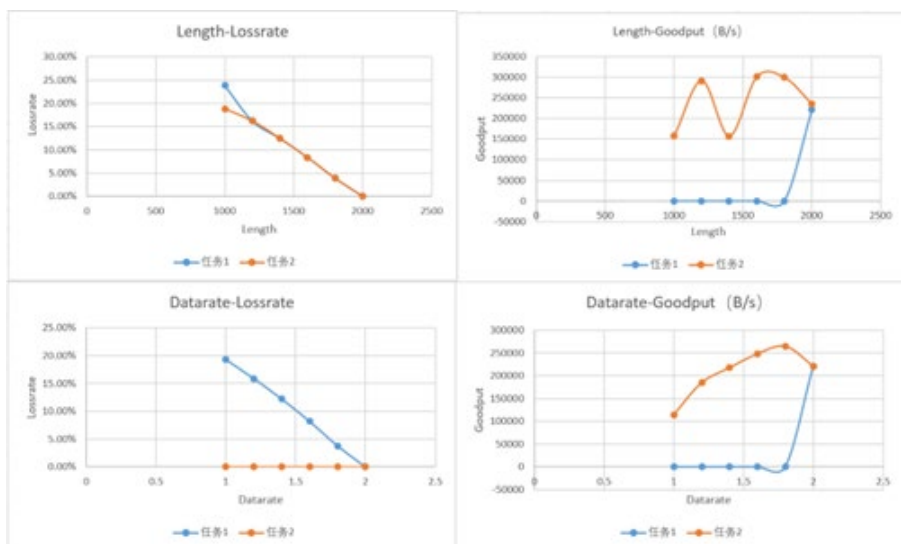 Length-Lossrate
30.00%
25.00%
20.00%
15.00%
10.00%
5.00%
0.00%
Lossrate
0 500 1000 1500 2000 2500
Length
任务1 任务2
Length-Goodput（B/s）
350000
300000
250000
200000
150000
100000
50000
0
-50000
Goodput
0 500 1000 1500 2000 2500
Length
任务1 任务2
Datarate-Lossrate
25.00%
20.00%
15.00%
10.00%
5.00%
0.00%
Lossrate
0 0.5 1 1.5 2 2.5
Datarate
任务1 任务2
Datarate-Goodput（B/s）
300000
250000
200000
150000
100000
50000
0
-50000
Goodput
0 0.5 1 1.5 2 2.5
Datarate
任务1 任务2